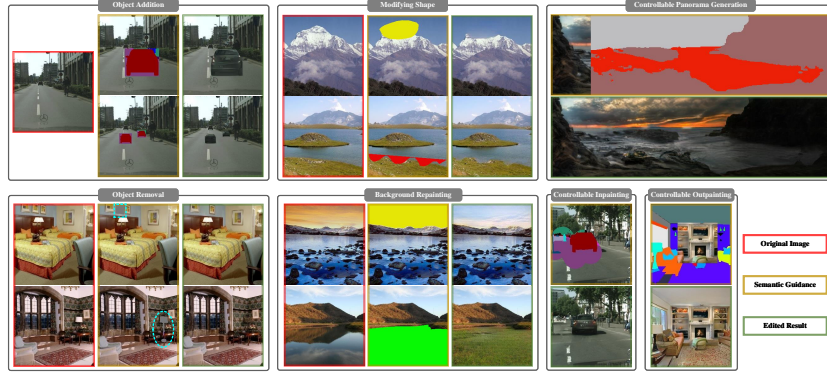 Object Addition
Modifying Shape
Controllable Panorama Generation
Object Removal
Background Repainting
Controllable Inpainting
Controllable Outpainting
Original Image
Semantic Guidance
Edited Result